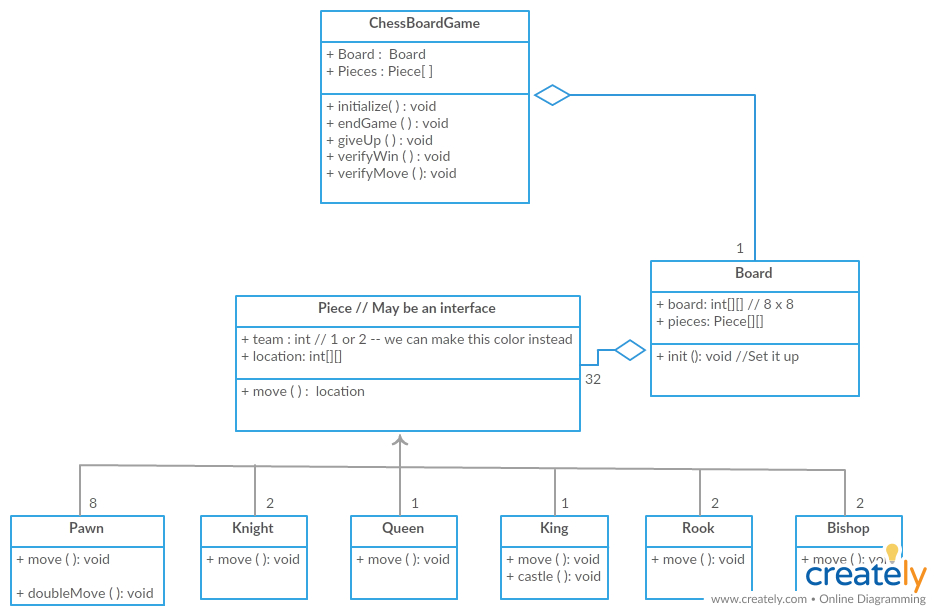 ChessBoardGame
+ Board :  Board
+ Pieces : Piece[ ]
+ initialize( ) : void
+ endGame ( ) : void
+ giveUp ( ) : void
+ verifyWin ( ) : void
+ verifyMove ( ): void
1
Board
+ board: int[][] // 8 x 8
+ pieces: Piece[][]
+ init (): void //Set it up
Piece // May be an interface
+ team : int // 1 or 2 -- we can make this color instead
+ location: int[][]
+ move ( ) :  location
32
8
2
1
1
2
2
Pawn
+ move ( ): void
+ doubleMove ( ): void
Knight
+ move ( ): void
Queen
+ move ( ): void
King
+ move ( ): void
+ castle ( ): void
Rook
+ move ( ): void
Bishop
+ move ( ): void
creately
www.creately.com • Online Diagramming